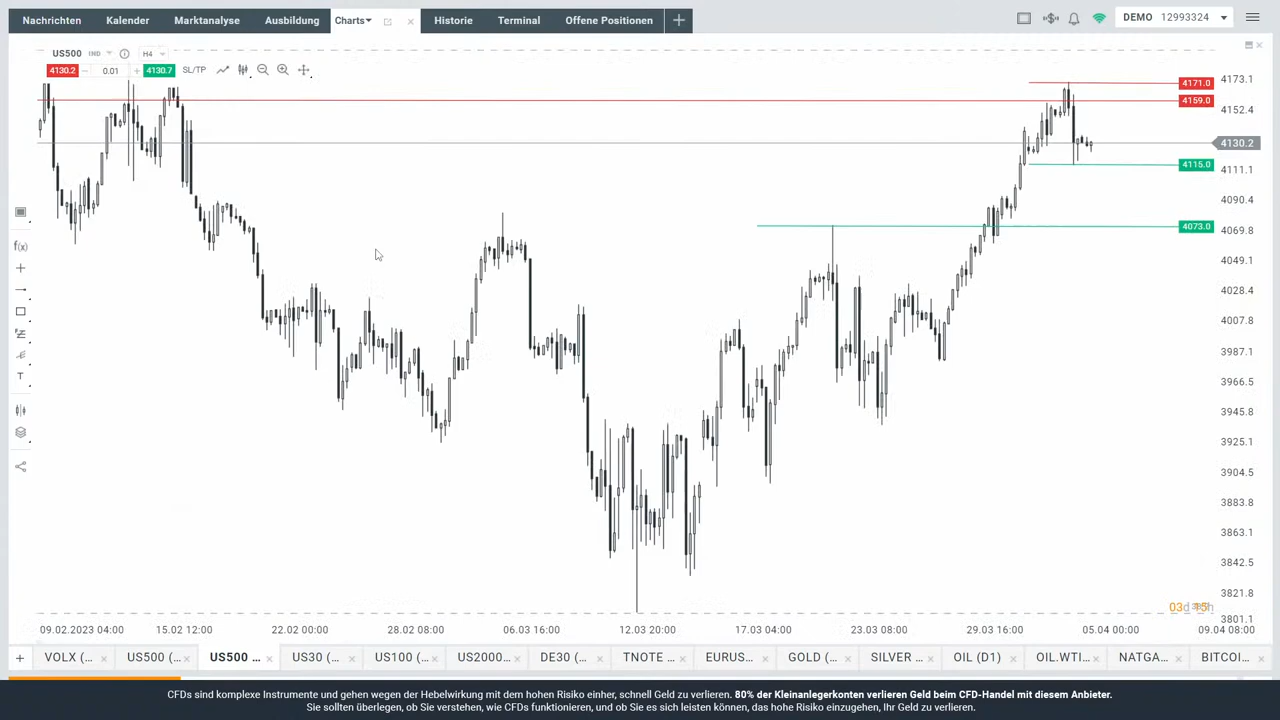 Nachrichten Kalender Marktanalyse Ausbildung Charts Historie Terminal Offene Positionen DEMO 12993324
US500 IND H4
4130.2 0.01 4130.7 SL/TP
4173.1
4171.0
4159.0
4152.4
4130.2
4115.0
4111.1
4090.4
4073.0
4069.8
4049.1
4028.4
4007.8
3987.1
3966.5
3945.8
3925.1
3904.5
3883.8
3863.1
3842.5
3821.8
3801.1
f(x)
T
09.02.2023 04:00 15.02 12:00 22.02 00:00 28.02 08:00 06.03 16:00 12.03 20:00 17.03 04:00 23.03 08:00 29.03 16:00 05.04 00:00 09.04 08:00
VOLX (... US500 (... US500 ... US30 (... US100 (... US2000... DE30 (... TNOTE ... EURUS... GOLD (... SILVER ... OIL (D1) OIL.WTI... NATGA... BITCOI...
CFDs sind komplexe Instrumente und gehen wegen der Hebelwirkung mit dem hohen Risiko einher, schnell Geld zu verlieren. 80% der Kleinanlegerkonten verlieren Geld beim CFD-Handel mit diesem Anbieter.
Sie sollten überlegen, ob Sie verstehen, wie CFDs funktionieren, und ob Sie es sich leisten können, das hohe Risiko einzugehen, Ihr Geld zu verlieren.